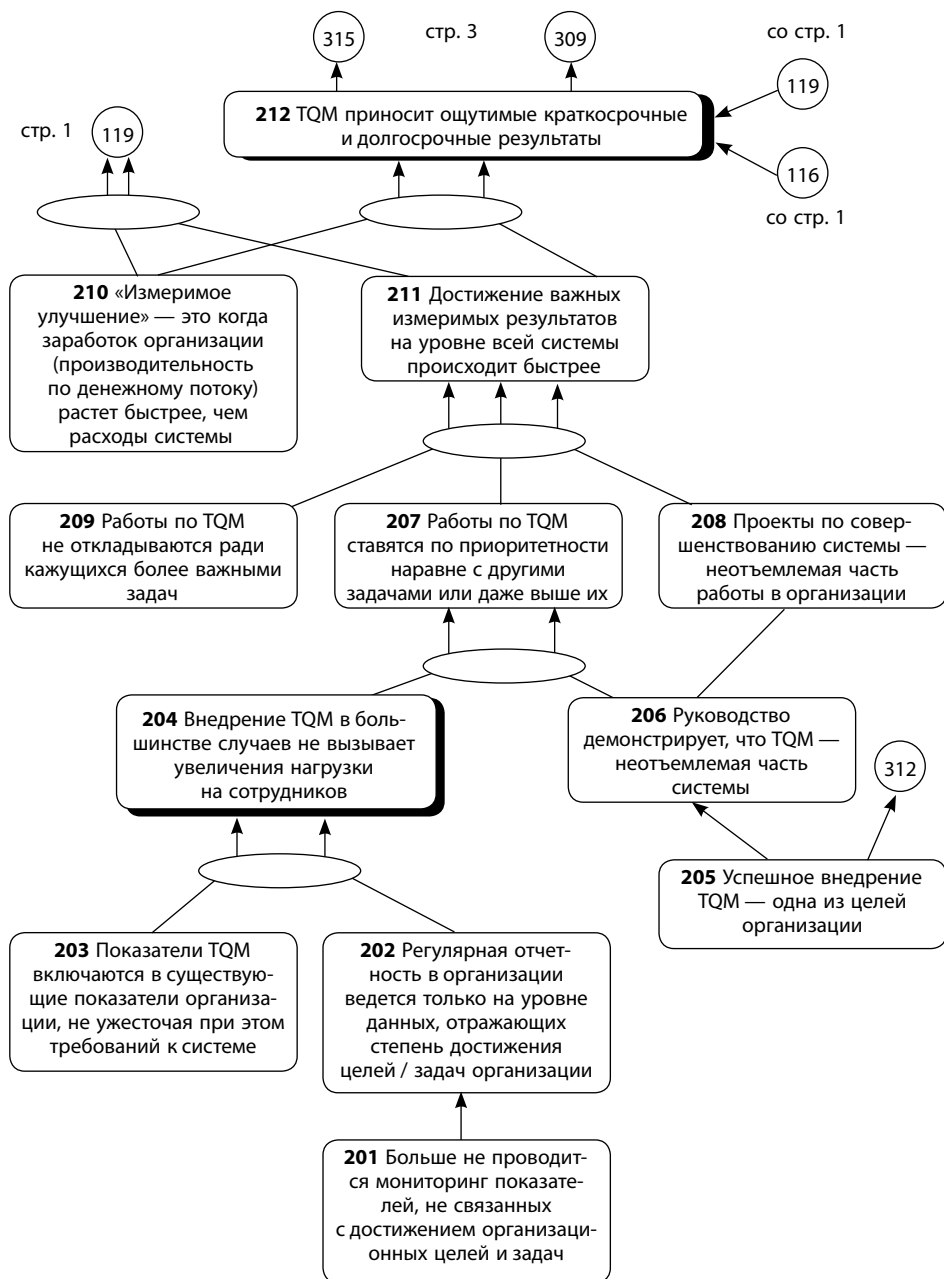 315
стр. 3
309
со стр. 1
119
212 TQM приносит ощутимые краткосрочные
и долгосрочные результаты
стр. 1
119
116
со стр. 1
210 «Измеримое
улучшение» — это когда
заработок организации
(производительность
по денежному потоку)
растет быстрее, чем
расходы системы
211 Достижение важных
измеримых результатов
на уровне всей системы
происходит быстрее
209 Работы по TQM
не откладываются ради
кажущихся более важными
задач
207 Работы по TQM
ставятся по приоритетности
наравне с другими
задачами или даже выше их
208 Проекты по совер-
шенствованию системы —
неотъемлемая часть
работы в организации
204 Внедрение TQM в боль-
шинстве случаев не вызывает
увеличения нагрузки
на сотрудников
206 Руководство
демонстрирует, что TQM —
неотъемлемая часть
системы
312
205 Успешное внедрение
TQM — одна из целей
организации
203 Показатели TQM
включаются в существую-
щие показатели организа-
ции, не ужесточая при этом
требований к системе
202 Регулярная отчет-
ность в организации
ведется только на уровне
данных, отражающих
степень достижения
целей / задач организации
201 Больше не проводит-
ся мониторинг показате-
лей, не связанных
с достижением организаци-
онных целей и задач